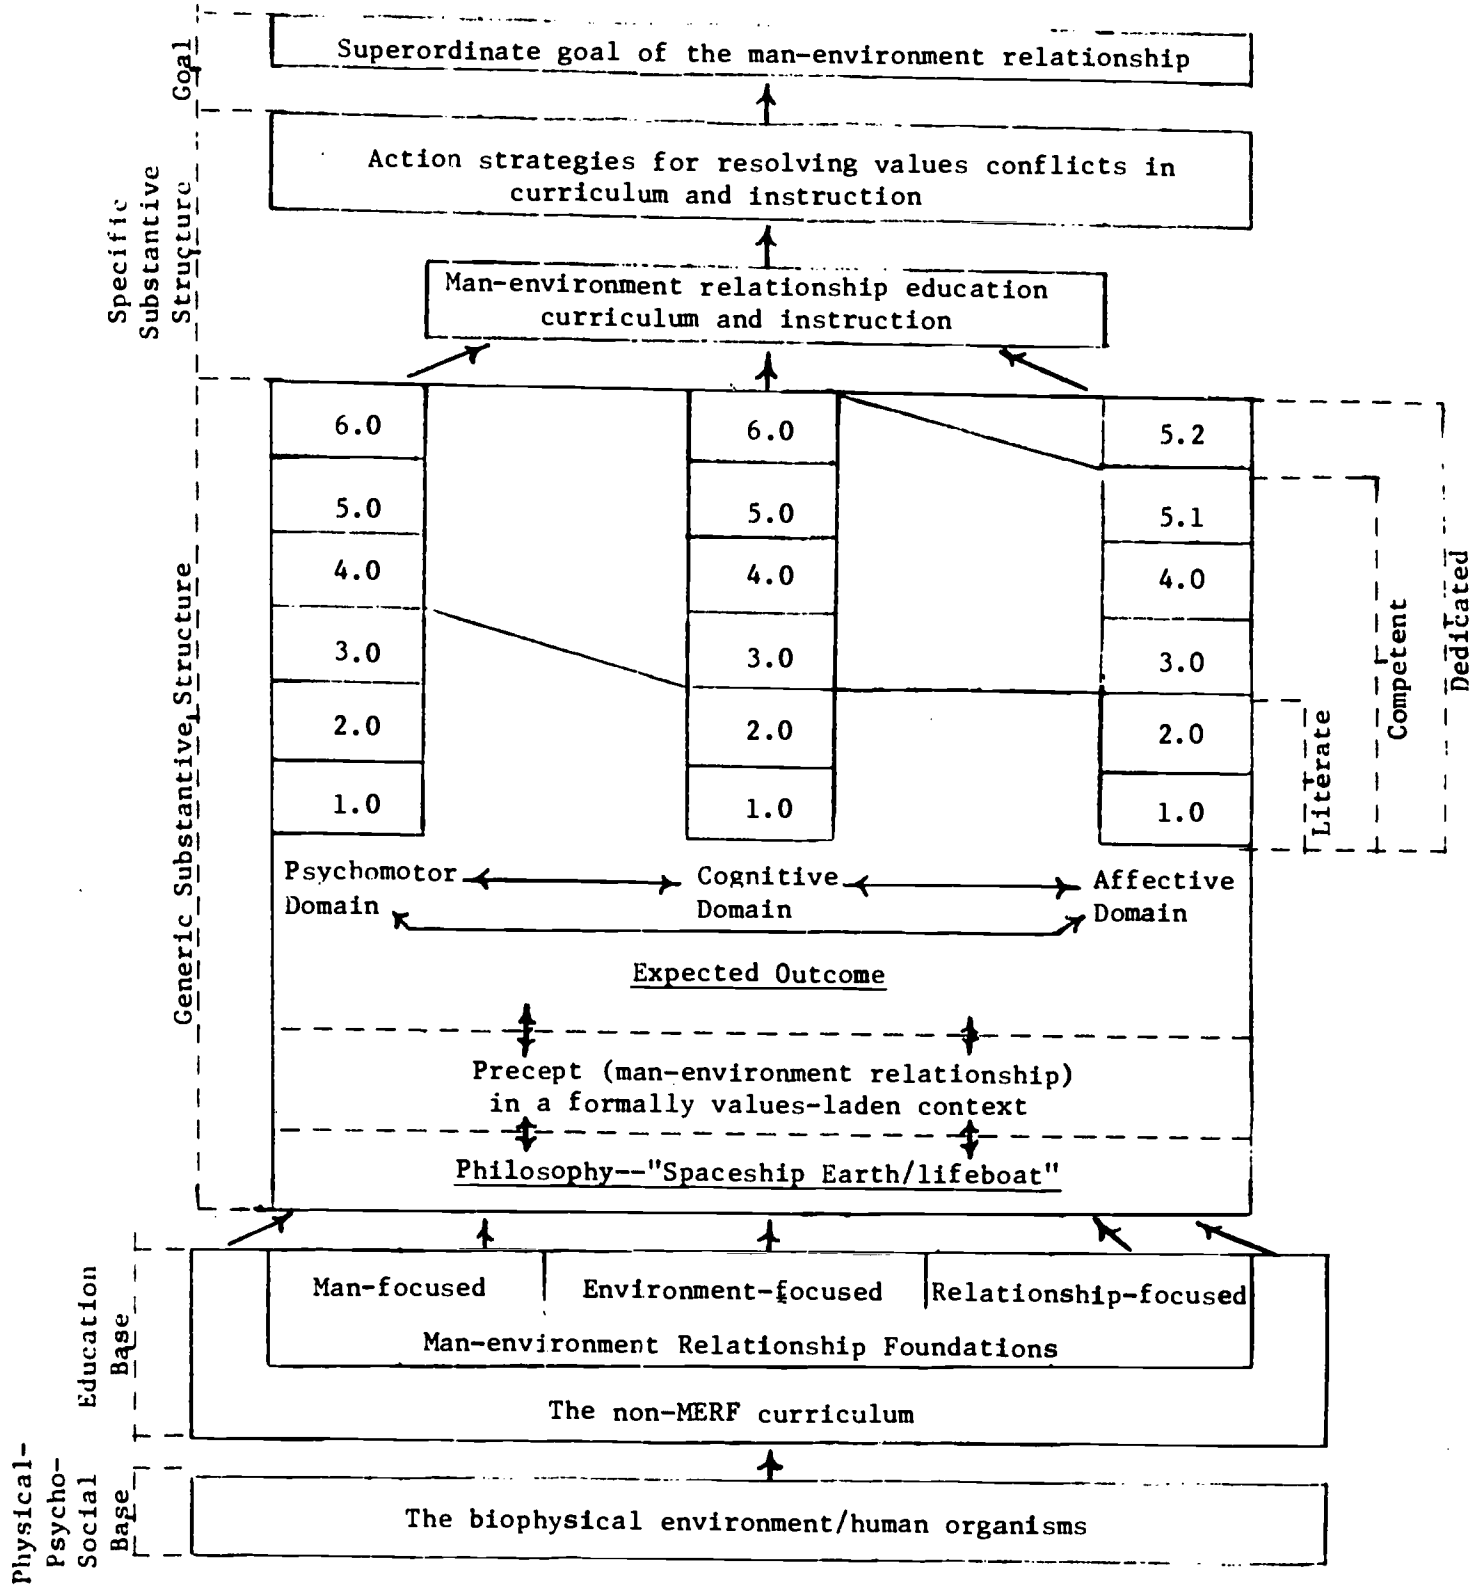 Goal
Superordinate goal of the man-environment relationship
Specific
Substantive
Structure
Action strategies for resolving values conflicts in
curriculum and instruction
Man-environment relationship education
curriculum and instruction
Generic Substantive Structure
6.0
5.0
4.0
3.0
2.0
1.0
6.0
5.0
4.0
3.0
2.0
1.0
5.2
5.1
4.0
3.0
2.0
1.0
Literate
Competent
Dedicated
Psychomotor
Domain
Cognitive
Domain
Affective
Domain
Expected Outcome
Precept (man-environment relationship)
in a formally values-laden context
Philosophy--"Spaceship Earth/lifeboat"
Education
Base
Man-focused
Environment-focused
Relationship-focused
Man-environment Relationship Foundations
The non-MERF curriculum
Physical-
Psycho-
Social
Base
The biophysical environment/human organisms